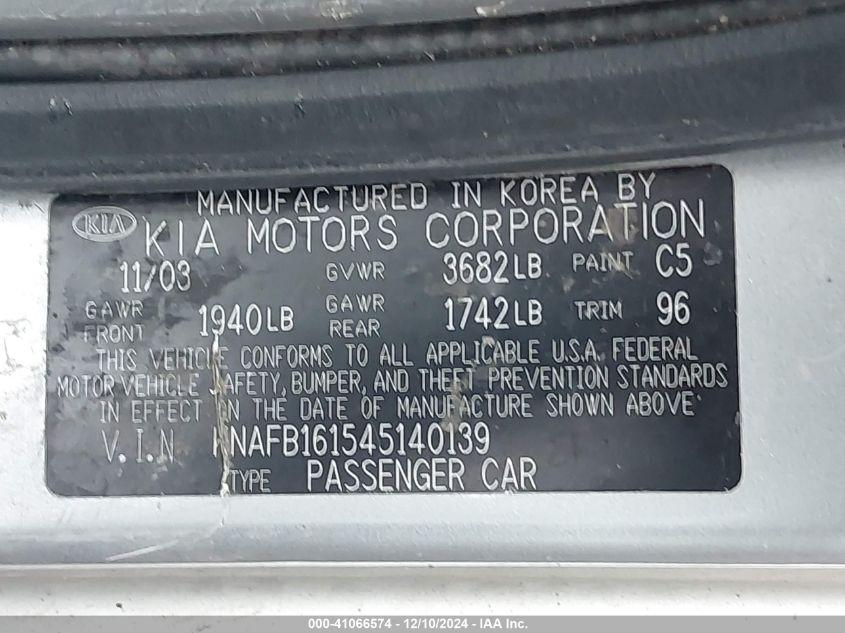 MANUFACTURED IN KOREA BY
KIA KIA MOTORS CORPORATION
11/03 GVWR 3682LB PAINT C5
GAWR FRONT 1940LB GAWR REAR 1742LB TRIM 96
THIS VEHICLE CONFORMS TO ALL APPLICABLE U.S.A. FEDERAL
MOTOR VEHICLE SAFETY, BUMPER, AND THEFT PREVENTION STANDARDS
IN EFFECT ON THE DATE OF MANUFACTURE SHOWN ABOVE
V.I.N KNAFB161545140139
TYPE PASSENGER CAR
000-41066574 - 12/10/2024 - IAA Inc.